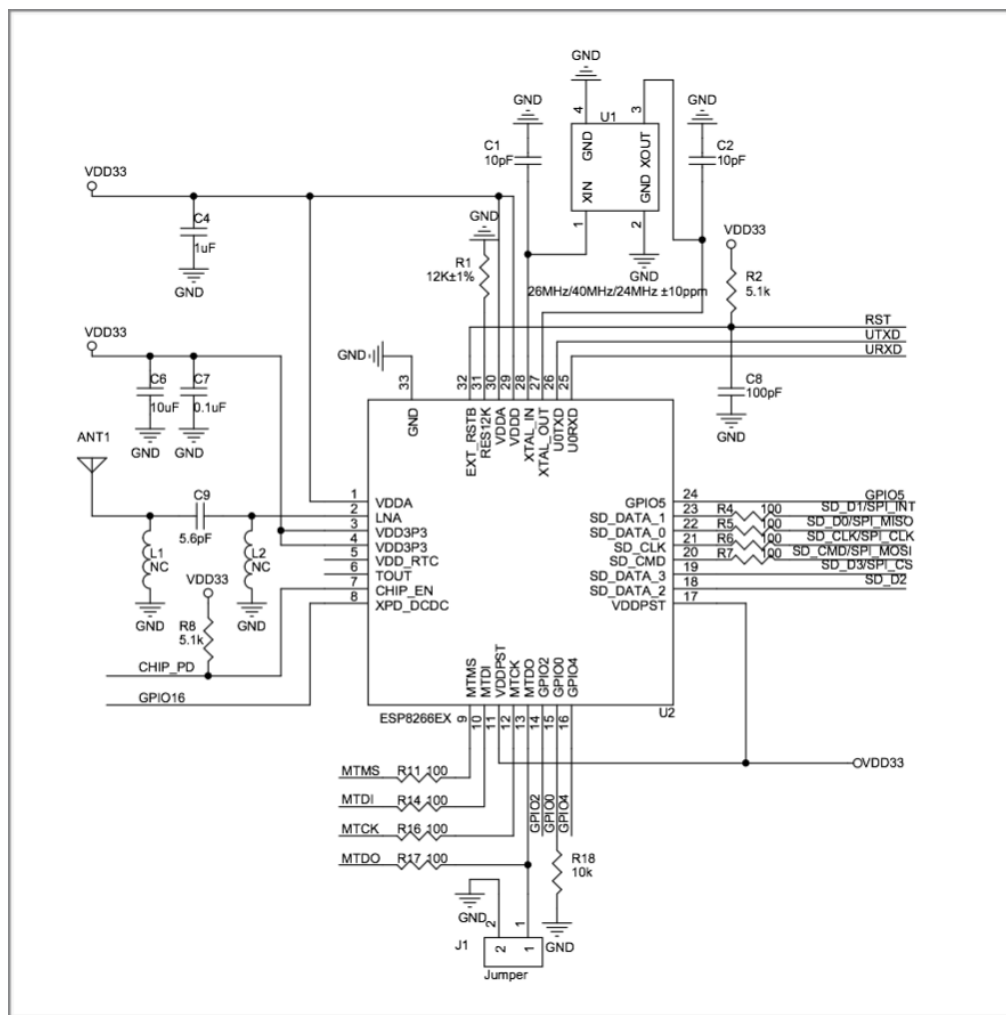 GND
GND
GND
4
3
U1
C1
10pF
GND
XOUT
C2
10pF
XIN
GND
1
2
VDD33
C4
1uF
GND
GND
VDD33
R1
12K±1%
GND
R2
5.1k
26MHz/40MHz/24MHz ±10ppm
RST
UTXD
URXD
VDD33
GND
C6
10uF
C7
0.1uF
GND
GND
33
32
31
30
29
28
27
26
25
C8
100pF
GND
GND
EXT_RSTB
RES12K
VDDA
VDDD
XTAL_IN
XTAL_OUT
U0TXD
U0RXD
ANT1
C9
5.6pF
L1
NC
L2
NC
GND
GND
VDD33
R8
5.1k
CHIP_PD
GPIO16
1 VDDA
2 LNA
3 VDD3P3
4 VDD3P3
5 VDD_RTC
6 TOUT
7 CHIP_EN
8 XPD_DCDC
GPIO5 24 GPIO5
SD_DATA_1 23 R4 100 SD_D1/SPI_INT
SD_DATA_0 22 R5 100 SD_D0/SPI_MISO
SD_CLK 21 R6 100 SD_CLK/SPI_CLK
SD_CMD 20 R7 100 SD_CMD/SPI_MOSI
SD_DATA_3 19 SD_D3/SPI_CS
SD_DATA_2 18 SD_D2
VDDPST 17
MTMS
MTDI
VDDPST
MTCK
MTDO
GPIO2
GPIO0
GPIO4
ESP8266EX
U2
9
10
11
12
13
14
15
16
VDD33
MTMS R11 100
MTDI R14 100
MTCK R16 100
MTDO R17 100
GPIO2
GPIO0
GPIO4
R18
10k
GND
GND
2
1
J1
2
1
Jumper